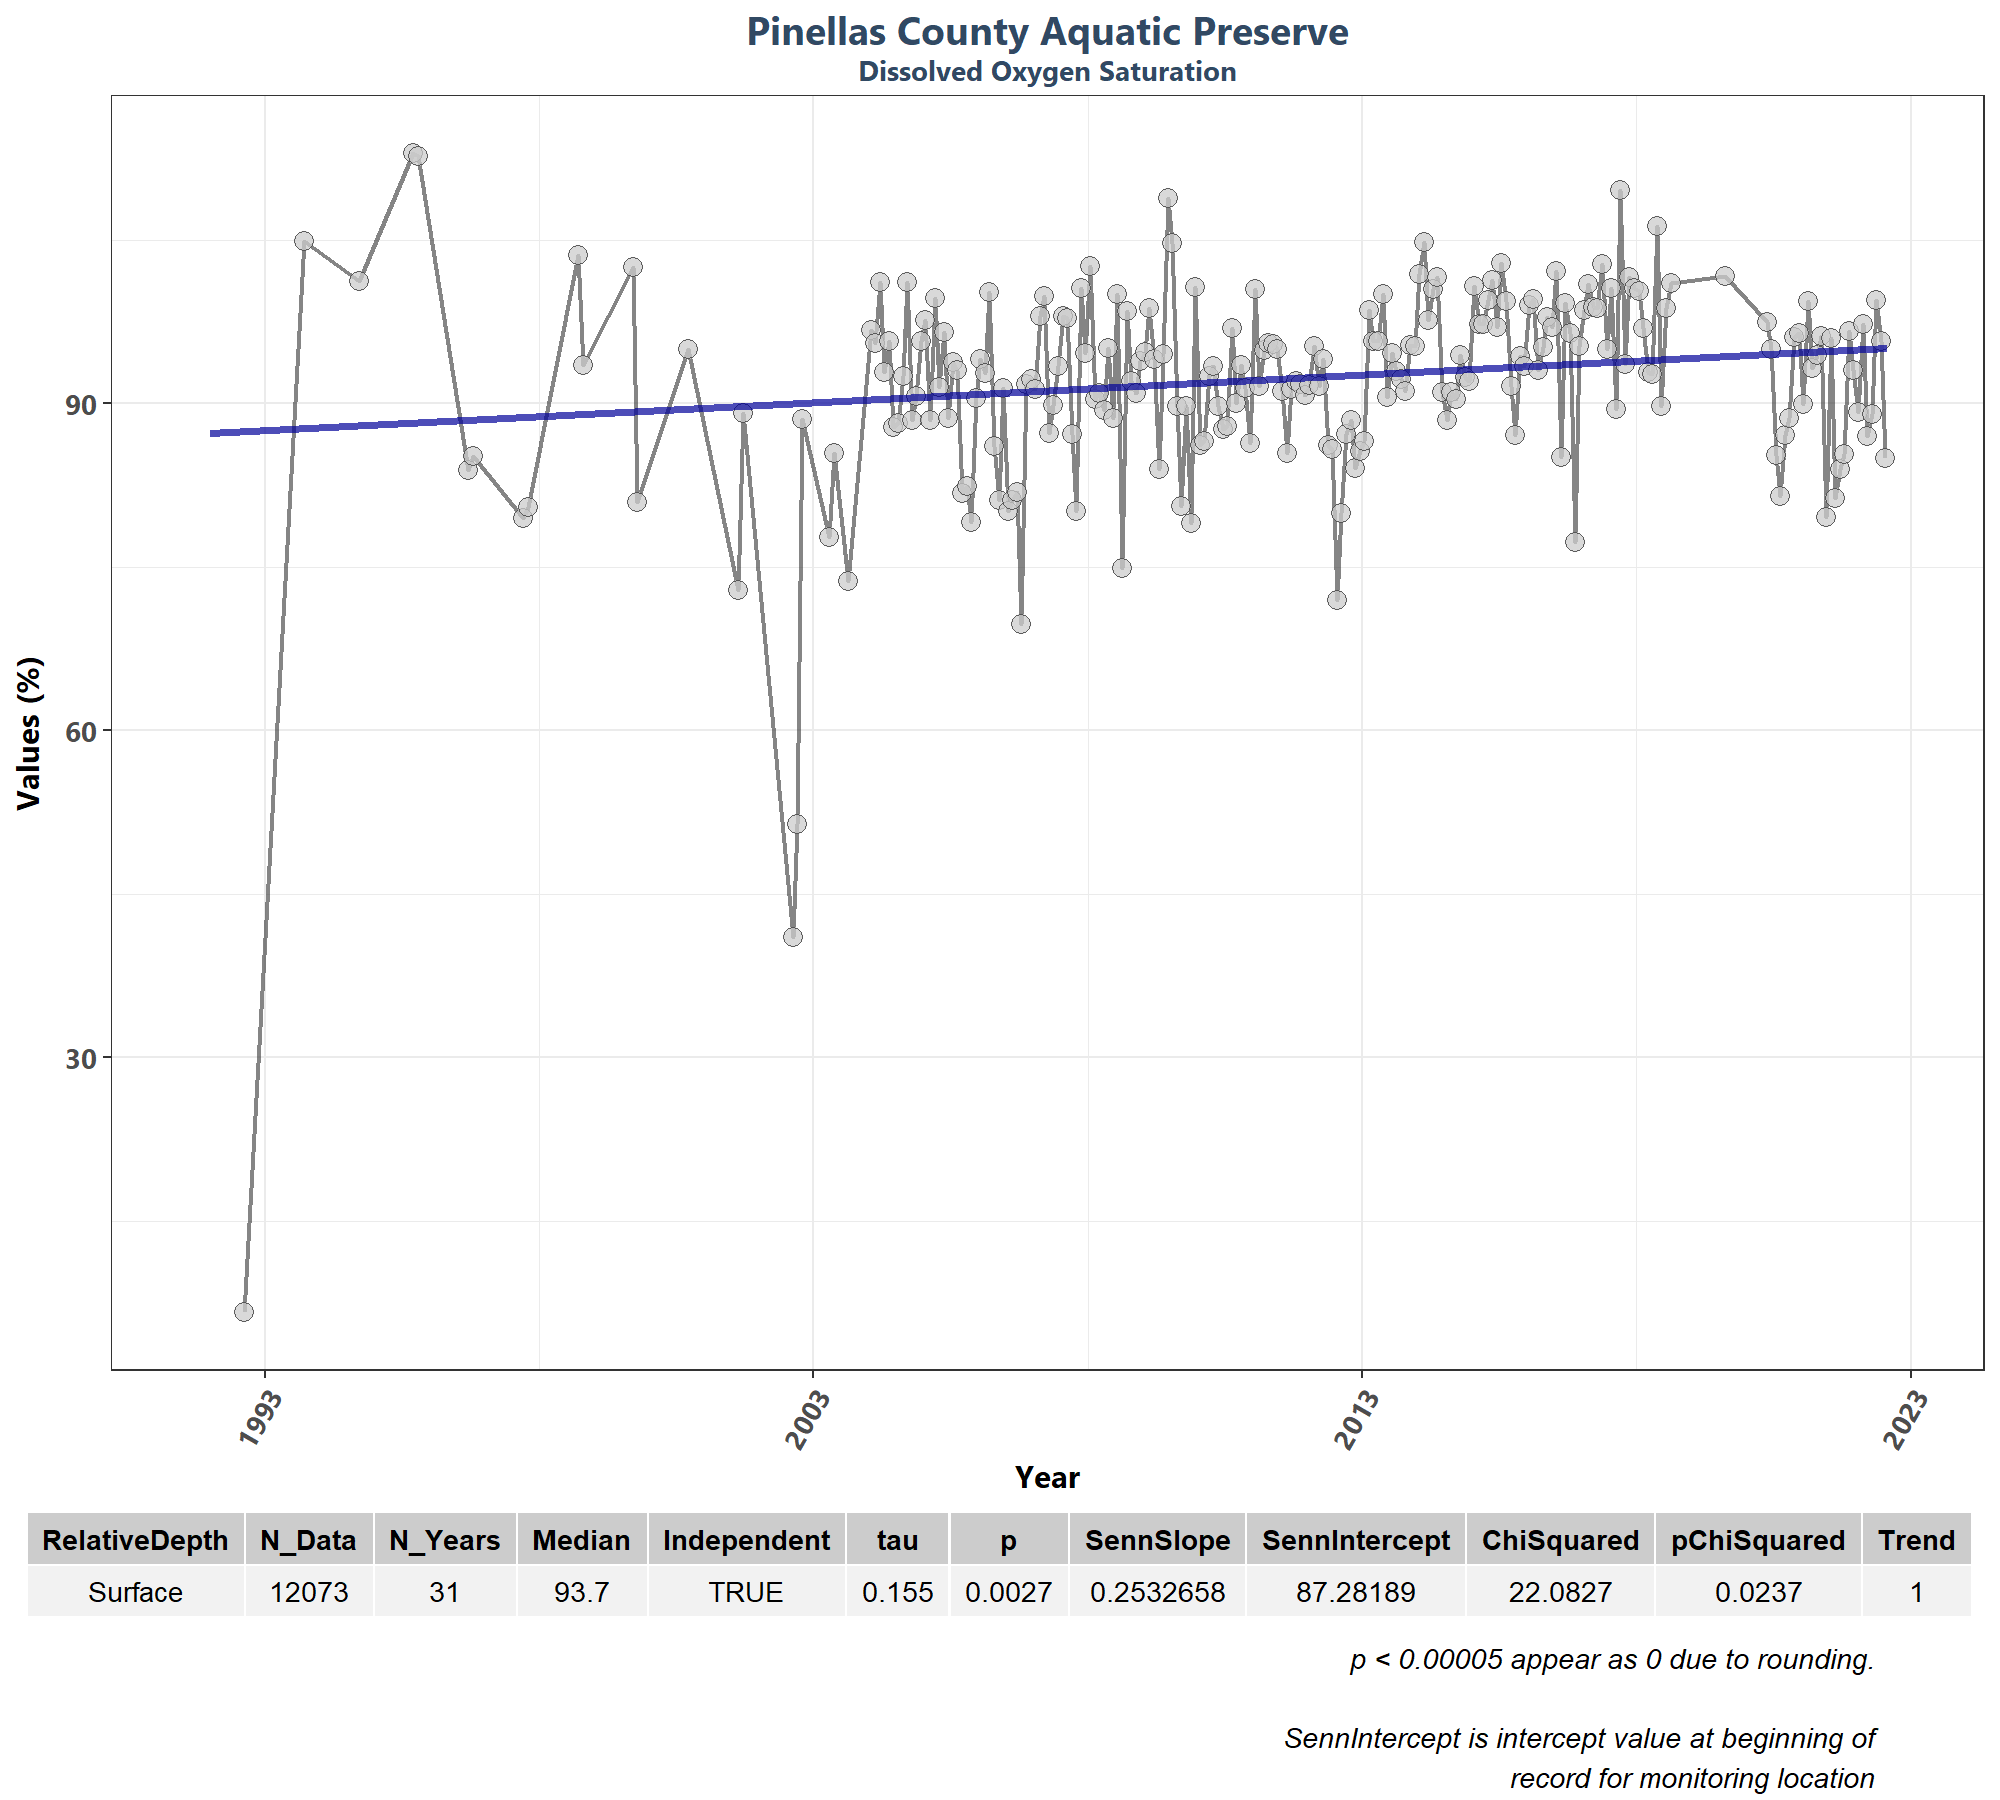 Pinellas County Aquatic Preserve
Dissolved Oxygen Saturation
Values (%)
90
60
30
1993
2003
2013
2023
Year
RelativeDepth N_Data N_Years Median Independent tau p SennSlope SennIntercept ChiSquared pChiSquared Trend
Surface 12073 31 93.7 TRUE 0.155 0.0027 0.2532658 87.28189 22.0827 0.0237 1
p < 0.00005 appear as 0 due to rounding.
SennIntercept is intercept value at beginning of
record for monitoring location